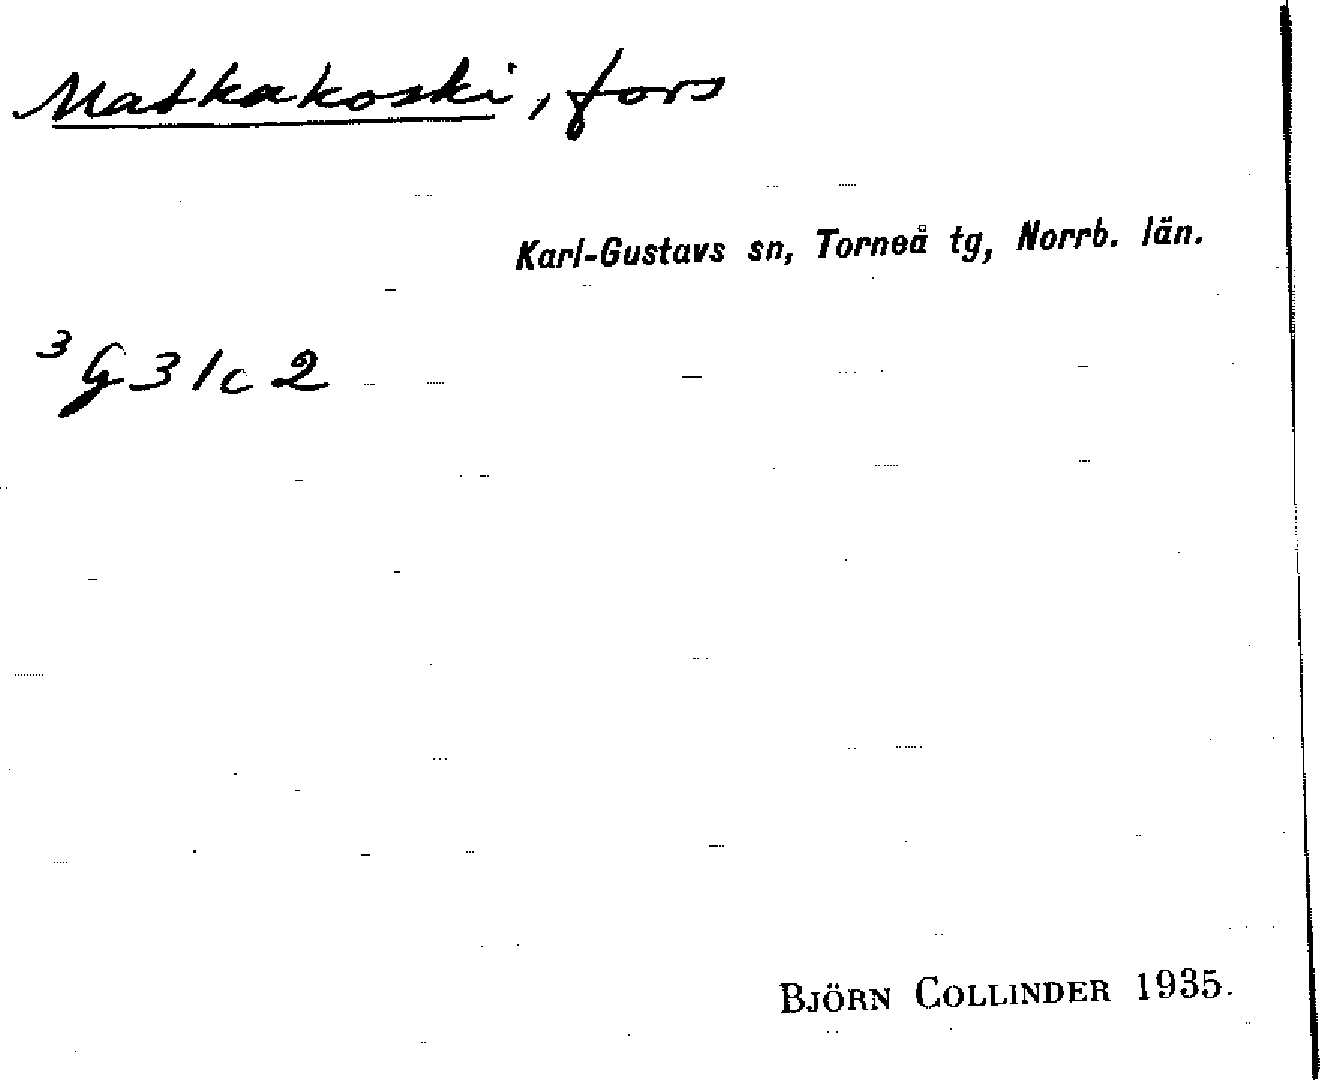 Matkakoski, fors
Karl-Gustavs sn, Torneå tg, Norrb. län.
³G31c2
BJÖRN COLLINDER 1935.